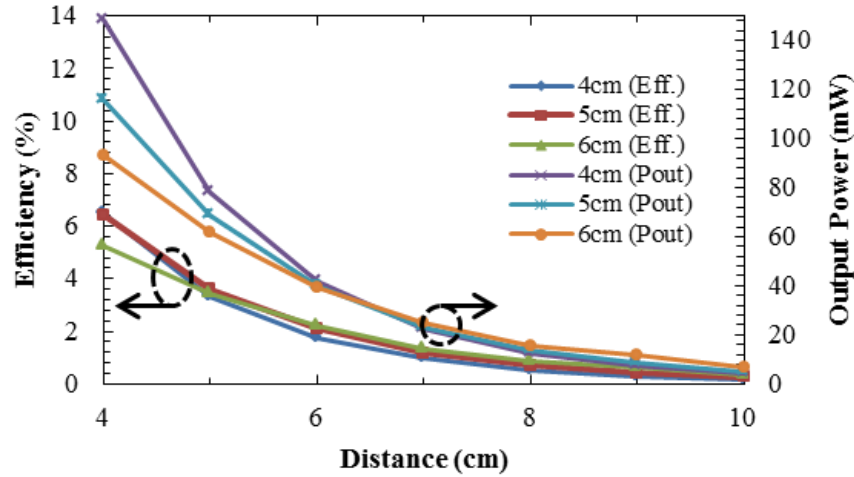 Efficiency (%)
14
12
10
8
6
4
2
0
4cm (Eff.)
5cm (Eff.)
6cm (Eff.)
4cm (Pout)
5cm (Pout)
6cm (Pout)
140
120
100
80
60
40
20
0
Output Power (mW)
4
6
8
10
Distance (cm)